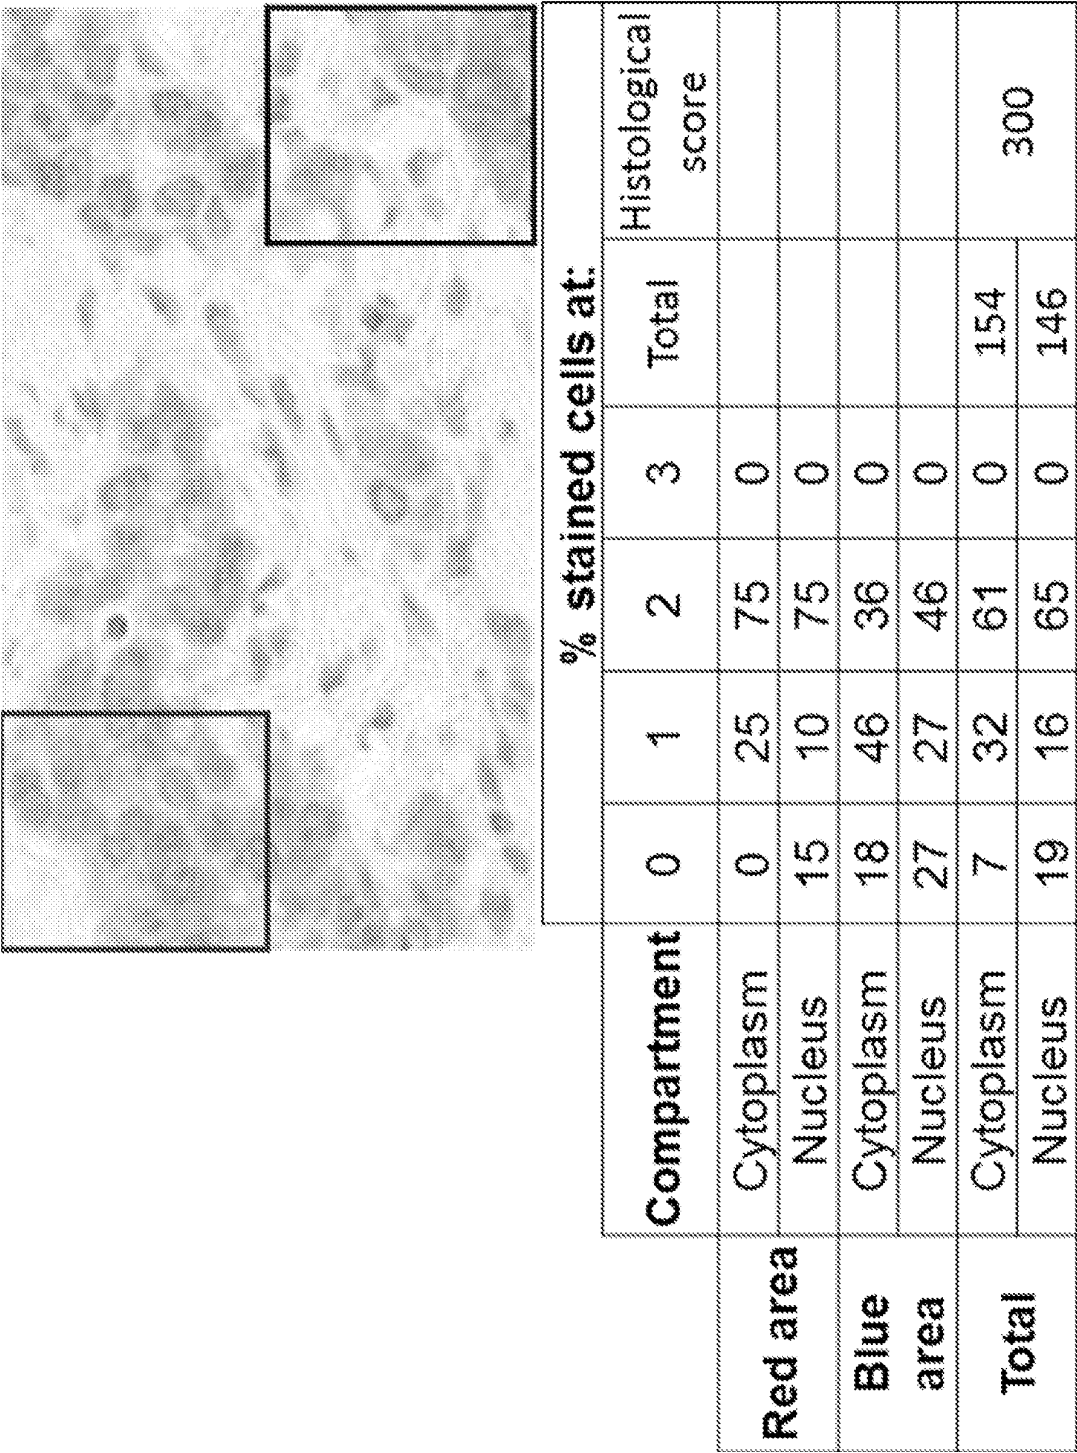 % stained cells at:
Compartment 0 1 2 3 Total Histological score
Red area Cytoplasm 0 25 75 0
Nucleus 15 10 75 0
Blue area Cytoplasm 18 46 36 0
Nucleus 27 27 46 0
Total Cytoplasm 7 32 61 0 154 300
Nucleus 19 16 65 0 146